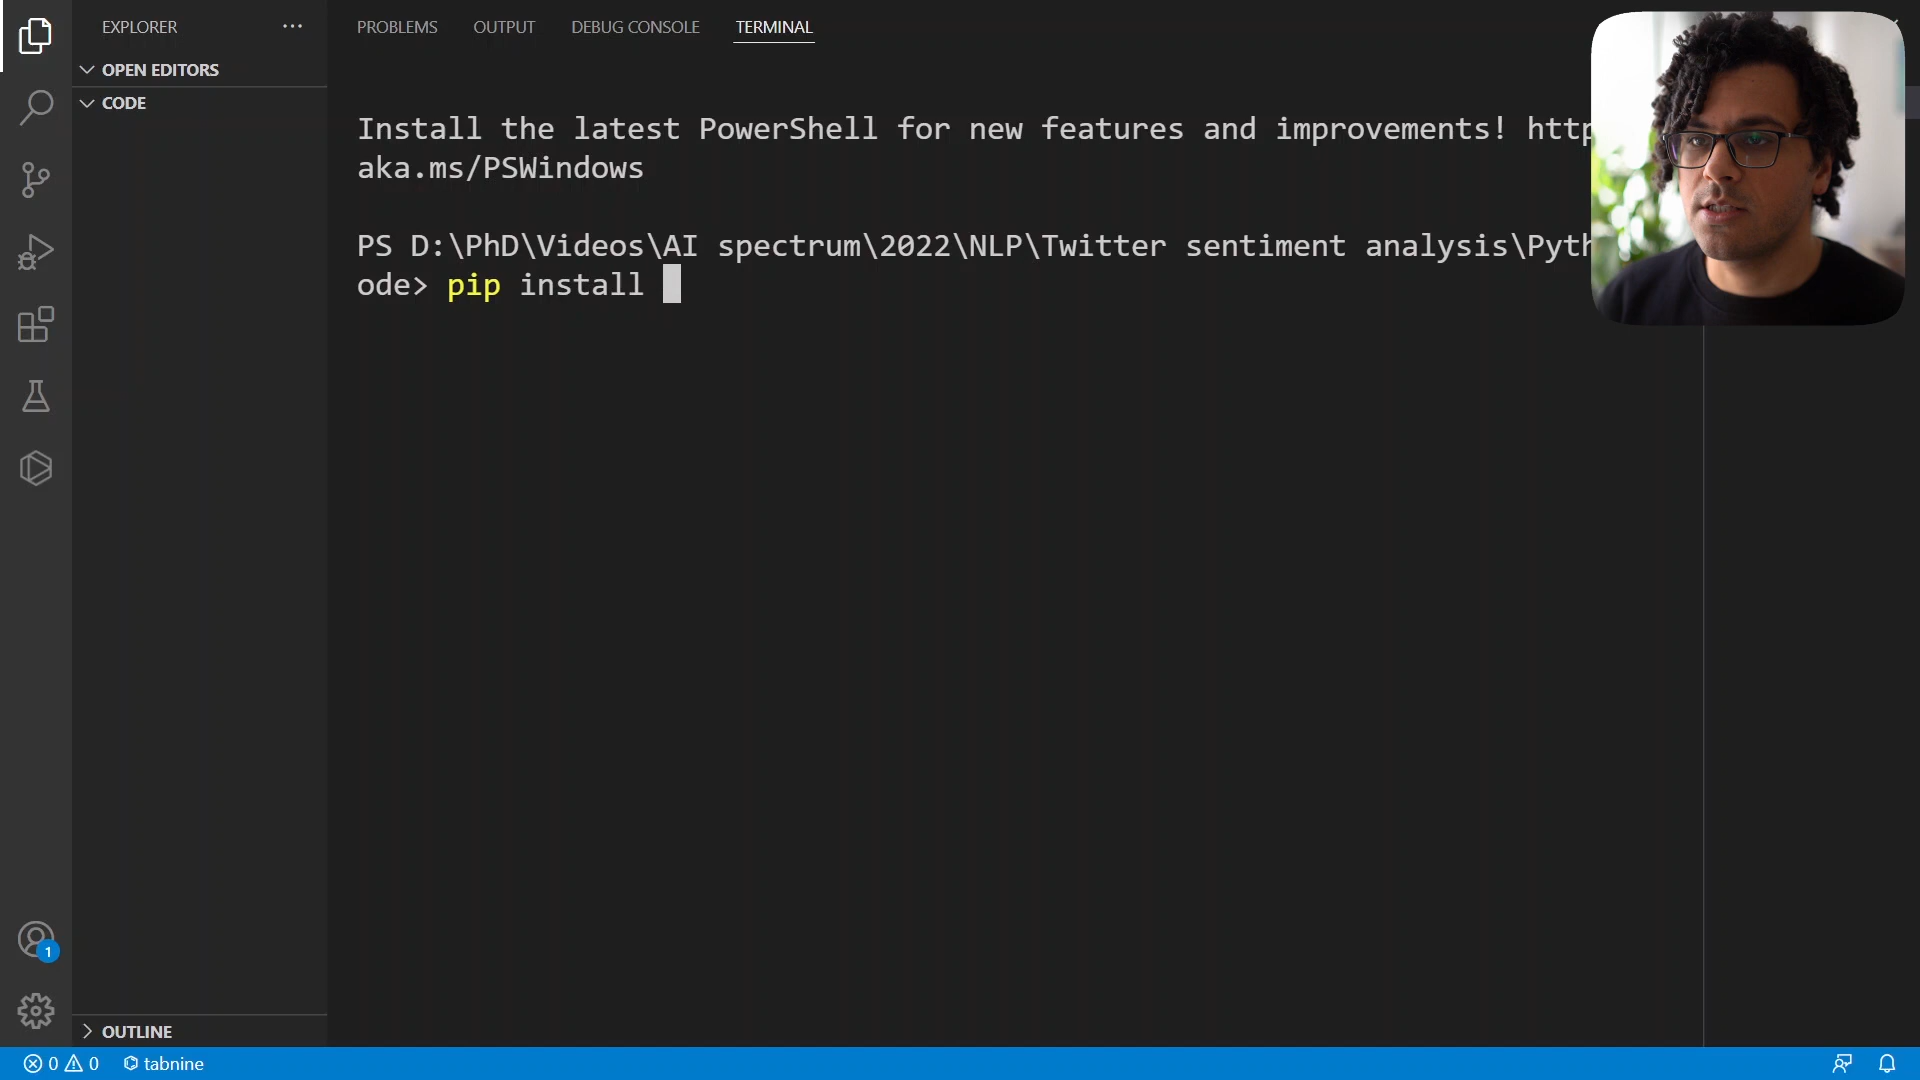 EXPLORER
OPEN EDITORS
CODE
OUTLINE
PROBLEMS OUTPUT DEBUG CONSOLE TERMINAL
Install the latest PowerShell for new features and improvements! http
aka.ms/PSWindows
PS D:\PhD\Videos\AI spectrum\2022\NLP\Twitter sentiment analysis\Pyth
ode> pip install
1
0 0 tabnine